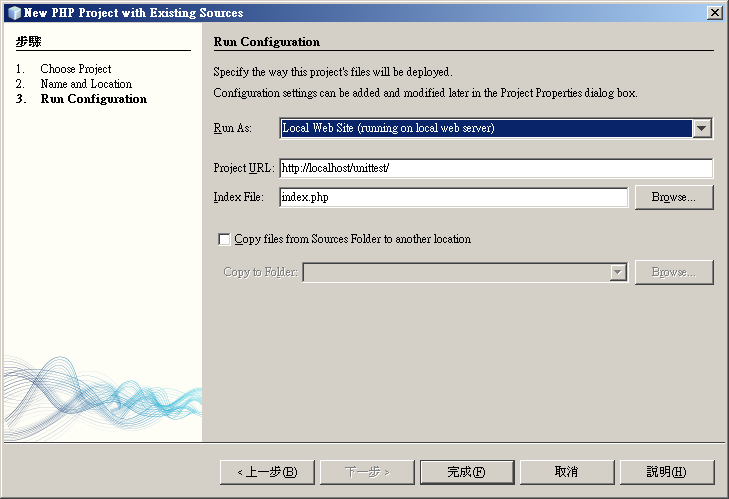 New PHP Project with Existing Sources
步驟
1. Choose Project
2. Name and Location
3. Run Configuration
Run Configuration
Specify the way this project's files will be deployed.
Configuration settings can be added and modified later in the Project Properties dialog box.
Run As: Local Web Site (running on local web server)
Project URL: http://localhost/unittest/
Index File: index.php Browse...
Copy files from Sources Folder to another location
Copy to Folder: Browse...
< 上一步(B) 下一步 > 完成(F) 取消 說明(H)